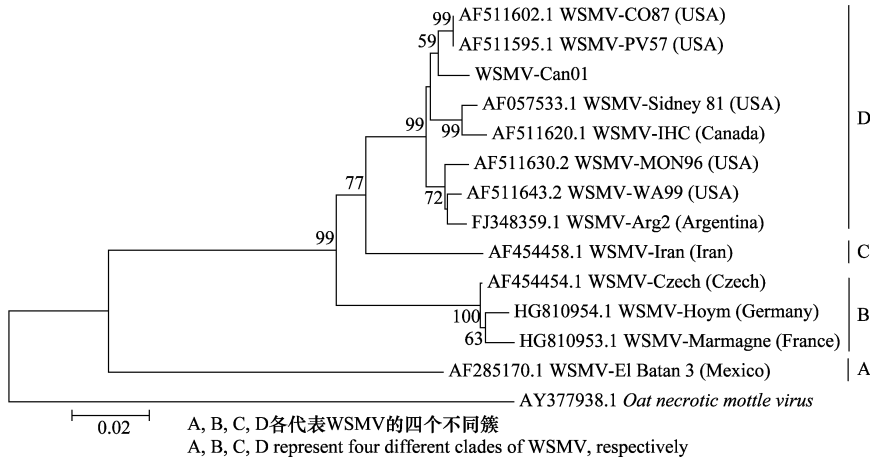 99
AF511602.1 WSMV-CO87 (USA)
59
AF511595.1 WSMV-PV57 (USA)
WSMV-Can01
AF057533.1 WSMV-Sidney 81 (USA)
D
99
99
AF511620.1 WSMV-IHC (Canada)
AF511630.2 WSMV-MON96 (USA)
77
72
AF511643.2 WSMV-WA99 (USA)
FJ348359.1 WSMV-Arg2 (Argentina)
99
AF454458.1 WSMV-Iran (Iran)
C
AF454454.1 WSMV-Czech (Czech)
100
HG810954.1 WSMV-Hoym (Germany)
B
63
HG810953.1 WSMV-Marmagne (France)
AF285170.1 WSMV-El Batan 3 (Mexico)
A
AY377938.1 Oat necrotic mottle virus
0.02
A, B, C, D各代表WSMV的四个不同簇
A, B, C, D represent four different clades of WSMV, respectively